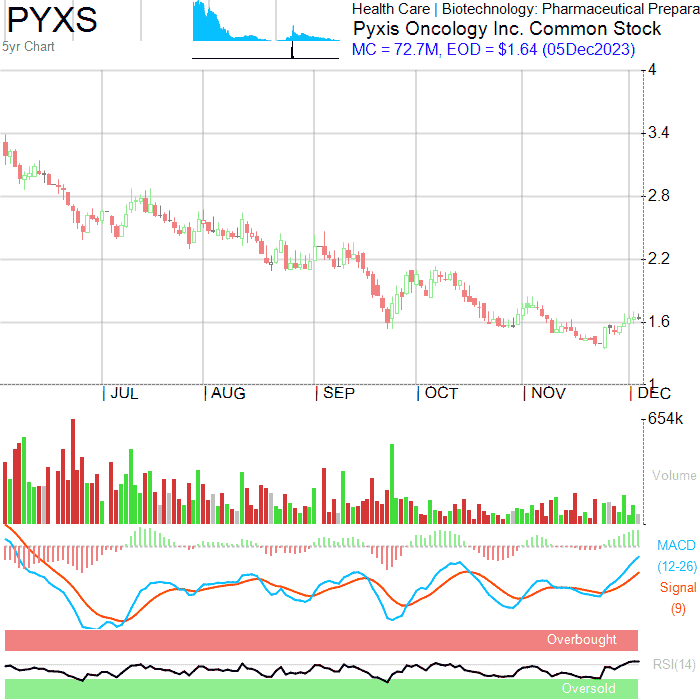 PYXS
5yr Chart
Health Care | Biotechnology: Pharmaceutical Prepara
Pyxis Oncology Inc. Common Stock
MC = 72.7M, EOD = $1.64 (05Dec2023)
4
3.4
2.8
2.2
1.6
1
JUL AUG SEP OCT NOV DEC
654k
Volume
MACD
(12-26)
Signal
(9)
Overbought
RSI(14)
Oversold